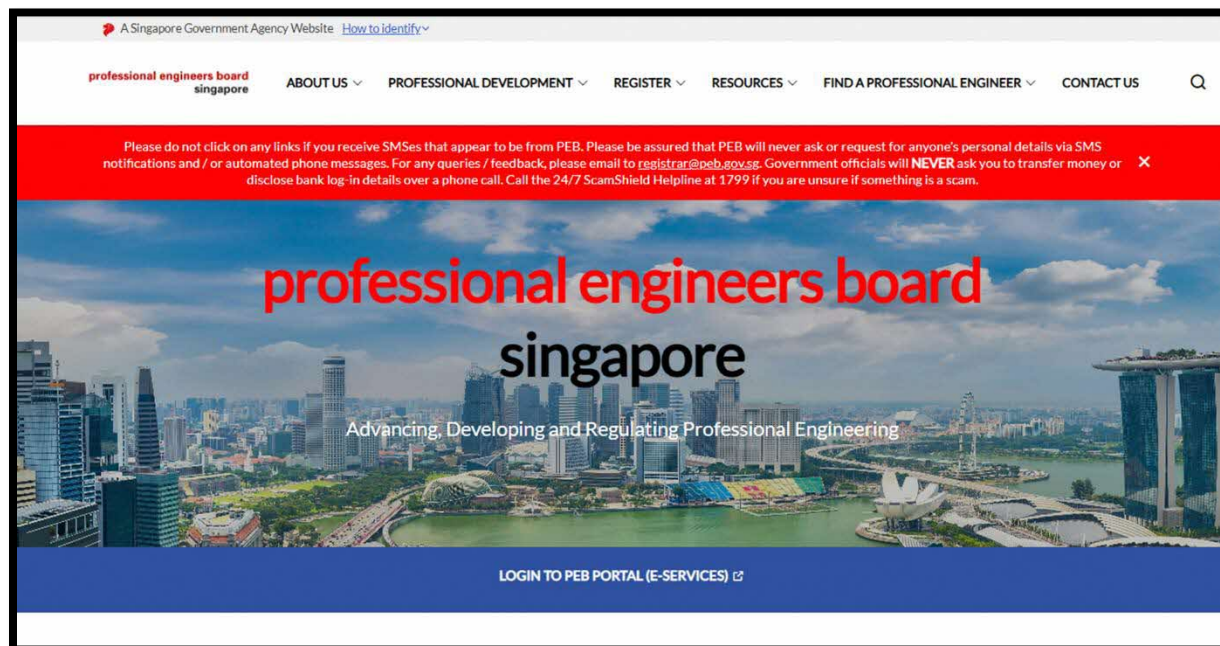 A Singapore Government Agency Website How to identify
professional engineers board
singapore
ABOUT US
PROFESSIONAL DEVELOPMENT
REGISTER
RESOURCES
FIND A PROFESSIONAL ENGINEER
CONTACT US
Please do not click on any links if you receive SMSes that appear to be from PEB. Please be assured that PEB will never ask or request for anyone's personal details via SMS
notifications and / or automated phone messages. For any queries / feedback, please email to registrar@peb.gov.sg. Government officials will NEVER ask you to transfer money or
disclose bank log-in details over a phone call. Call the 24/7 ScamShield Helpline at 1799 if you are unsure if something is a scam.
professional engineers board
singapore
Advancing, Developing and Regulating Professional Engineering
LOGIN TO PEB PORTAL (E-SERVICES)